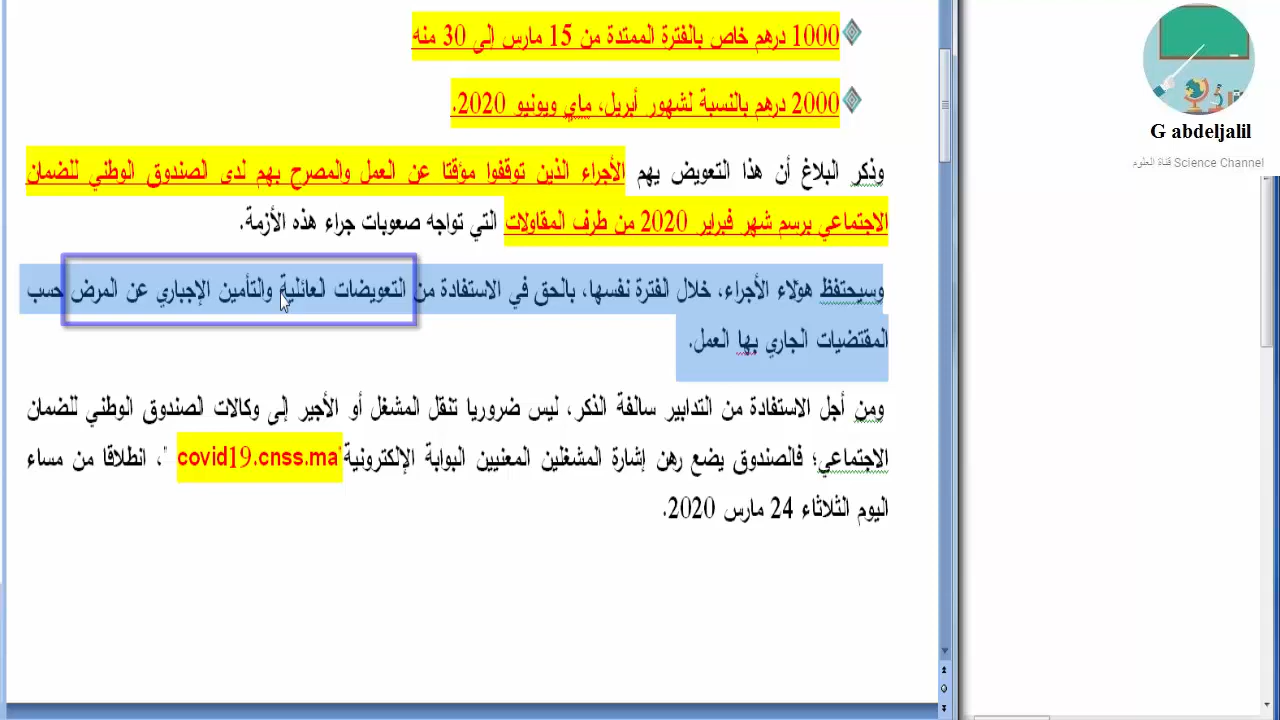 1000 درهم خاص بالفترة الممتدة من 15 مارس إلى 30 منه
2000 درهم بالنسبة لشهور أبريل، ماي ويونيو 2020.
وذكر البلاغ أن هذا التعويض يهم الأجراء الذين توقفوا مؤقتا عن العمل والمصرح بهم لدى الصندوق الوطني للضمان
الاجتماعي برسم شهر فبراير 2020 من طرف المقاولات التي تواجه صعوبات جراء هذه الأزمة.
وسيحتفظ هولاء الأجراء، خلال الفترة نفسها، بالحق في الاستفادة من التعويضات العائلية والتأمين الإجباري عن المرض حسب
المقتضيات الجاري بها العمل.
ومن أجل الاستفادة من التدابير سالفة الذكر، ليس ضروريا تنقل المشغل أو الأجير إلى وكالات الصندوق الوطني للضمان
الاجتماعي؛ فالصندوق يضع رهن إشارة المشغلين المعنيين البوابة الإلكترونية"covid19.cnss.ma "، انطلاقا من مساء
اليوم الثلاثاء 24 مارس 2020.
G abdeljalil
قناة العلوم Science Channel